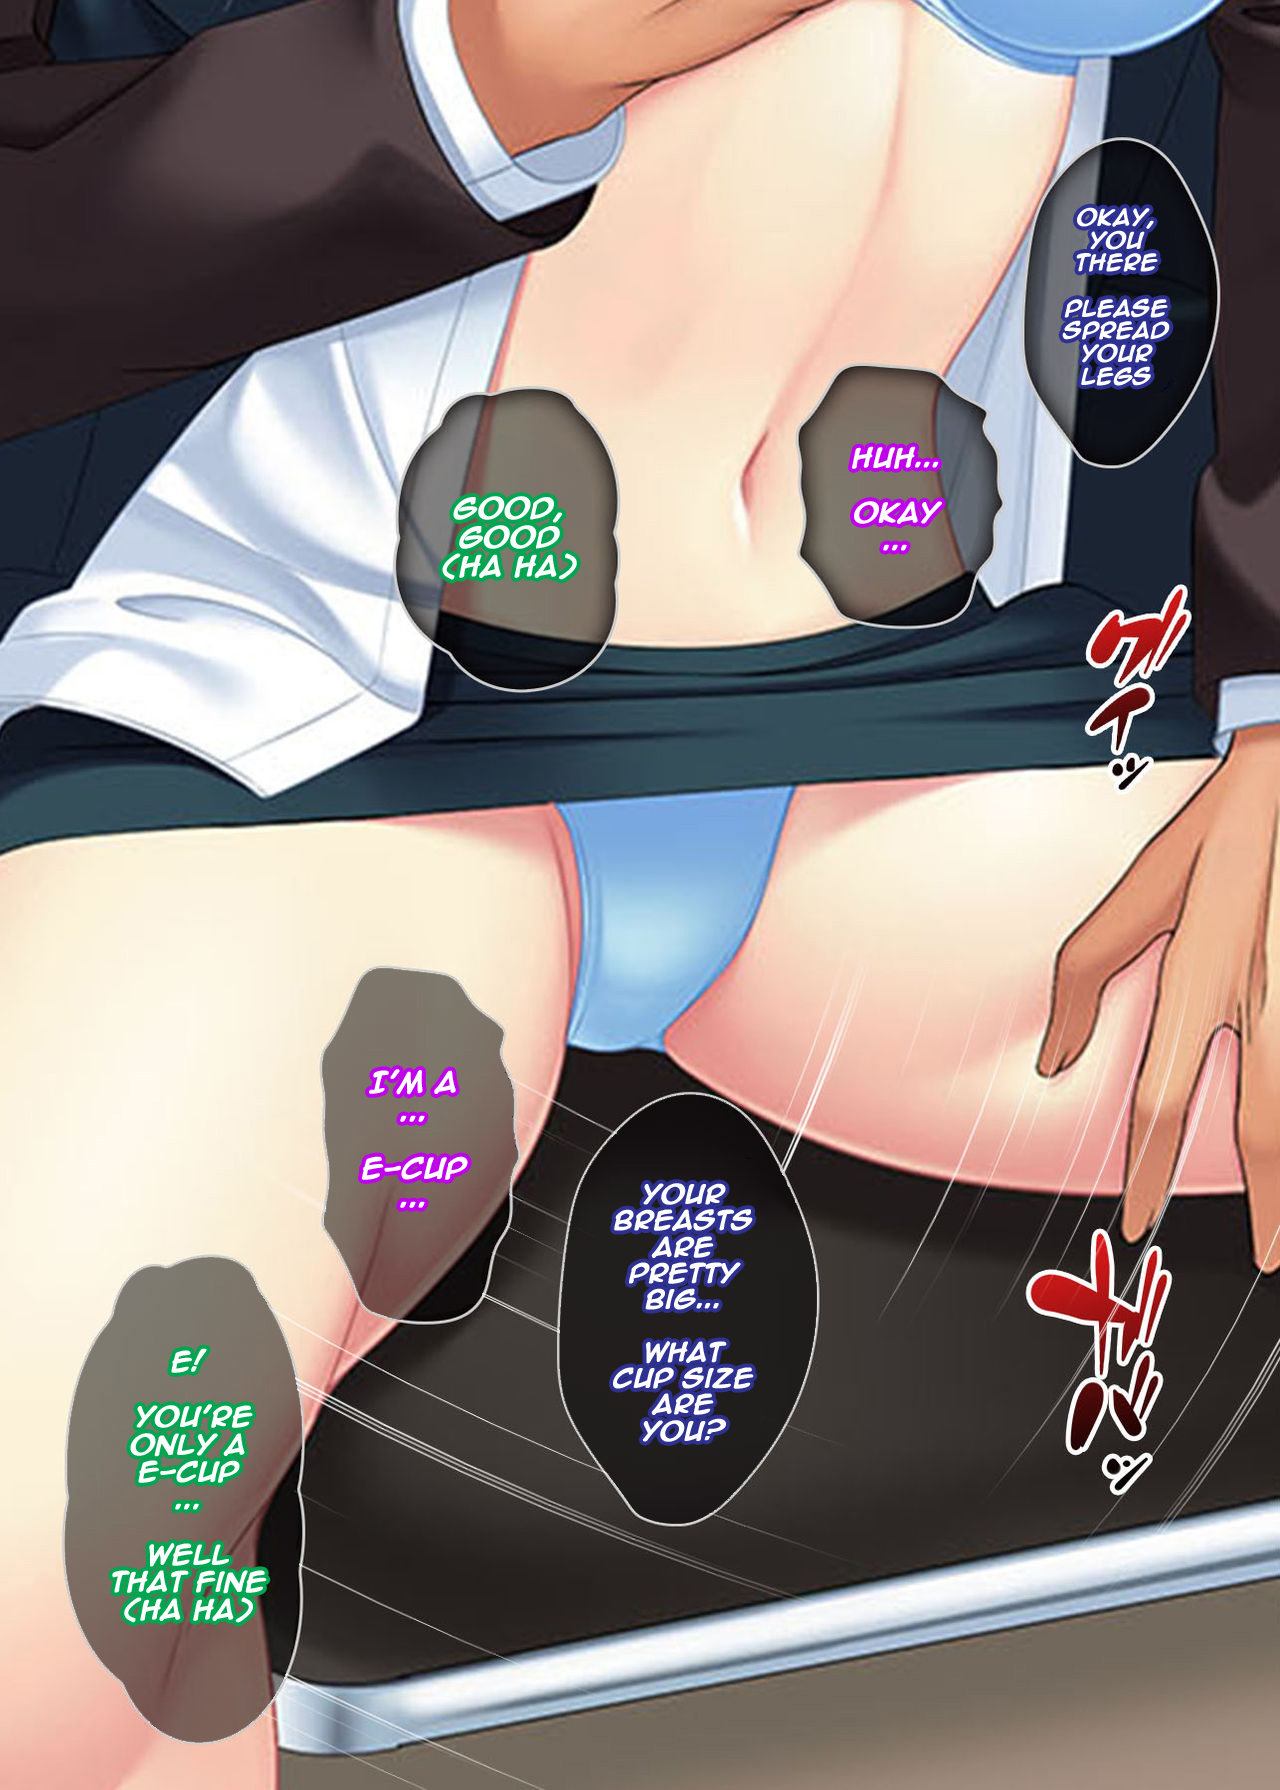 OKAY,
YOU
THERE
PLEASE
SPREAD
YOUR
LEGS
HUH...
OKAY
...
GOOD,
GOOD
(HA HA)
グイッ
YOUR
BREASTS
ARE
PRETTY
BIG...
WHAT
CUP SIZE
ARE
YOU?
I'M A
...
E-CUP
...
E!
YOU'RE
ONLY A
E-CUP
...
WELL
THAT FINE
(HA HA)